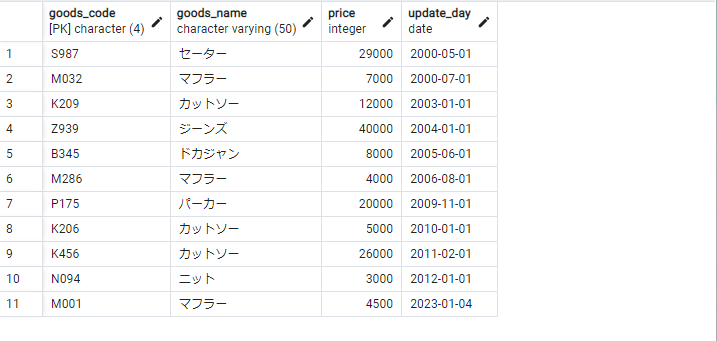 goods_code goods_name price update_day
[PK] character (4) character varying (50) integer date
1 S987 セーター 29000 2000-05-01
2 M032 マフラー 7000 2000-07-01
3 K209 カットソー 12000 2003-01-01
4 Z939 ジーンズ 40000 2004-01-01
5 B345 ドカジャン 8000 2005-06-01
6 M286 マフラー 4000 2006-08-01
7 P175 パーカー 20000 2009-11-01
8 K206 カットソー 5000 2010-01-01
9 K456 カットソー 26000 2011-02-01
10 N094 ニット 3000 2012-01-01
11 M001 マフラー 4500 2023-01-04